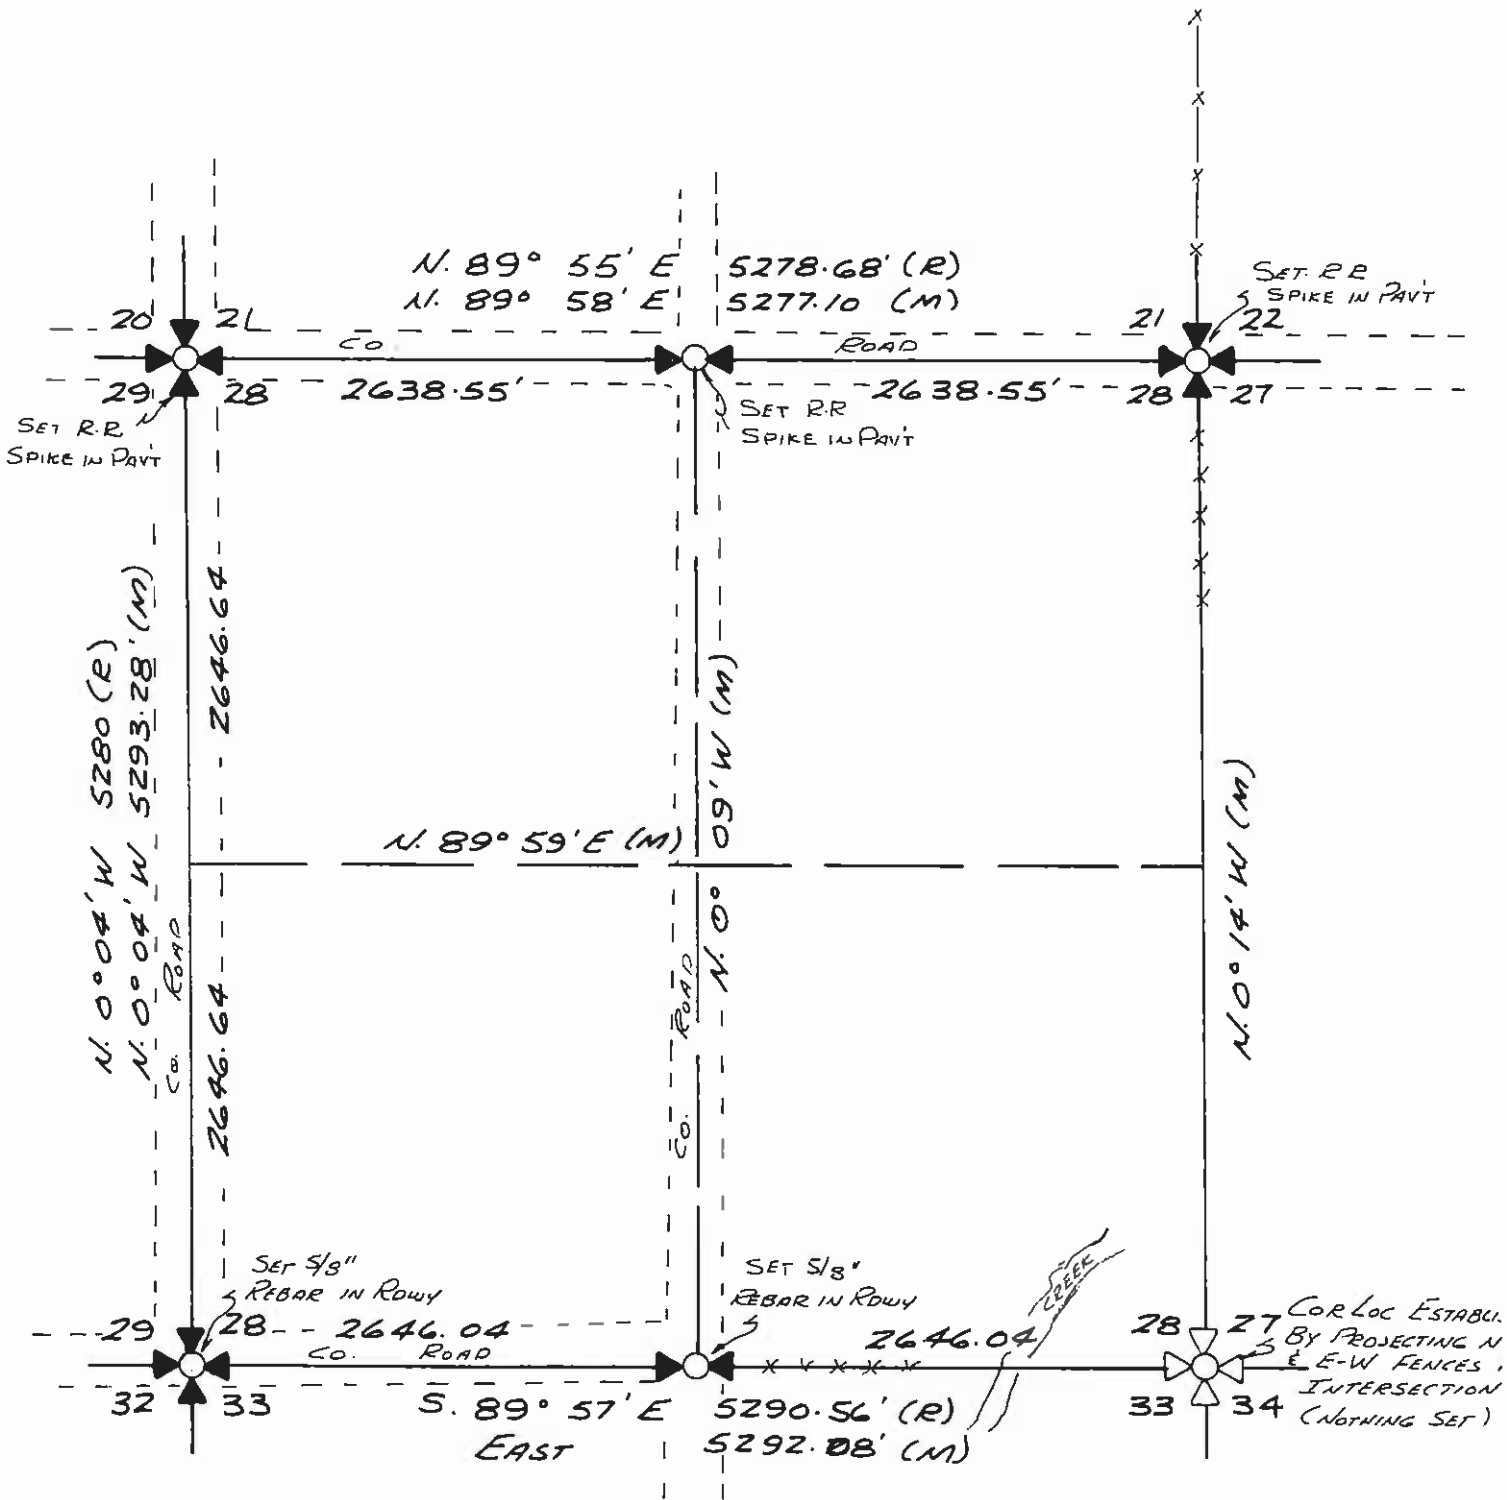 N. 89° 55' E 5278.68' (R)
N. 89° 58' E 5277.10 (M)
SET R R
SPIKE IN PAV'T
20 21
21 22
CO
ROAD
29 28
2638.55'
2638.55'
28 27
SET R.R
SPIKE IN PAV'T
SET R.R
SPIKE IN PAV'T
N. 0° 04' W 5280 (R)
N. 0° 04' W 5293.28' (M)
2646.64
N. 0° 09' W (M)
N. 89° 59' E (M)
N. 0° 14' W (M)
CO. ROAD
2646.64
CO. ROAD
SET 5/8"
REBAR IN RDWY
SET 5/8"
REBAR IN RDWY
CREEK
29 28
2646.04
2646.04
28 27
CO. ROAD
COR LOC ESTABLI.
BY PROJECTING N
& E-W FENCES.
INTERSECTION
(NOTHING SET)
32 33
33 34
S. 89° 57' E 5290.56' (R)
EAST 5292.08' (M)